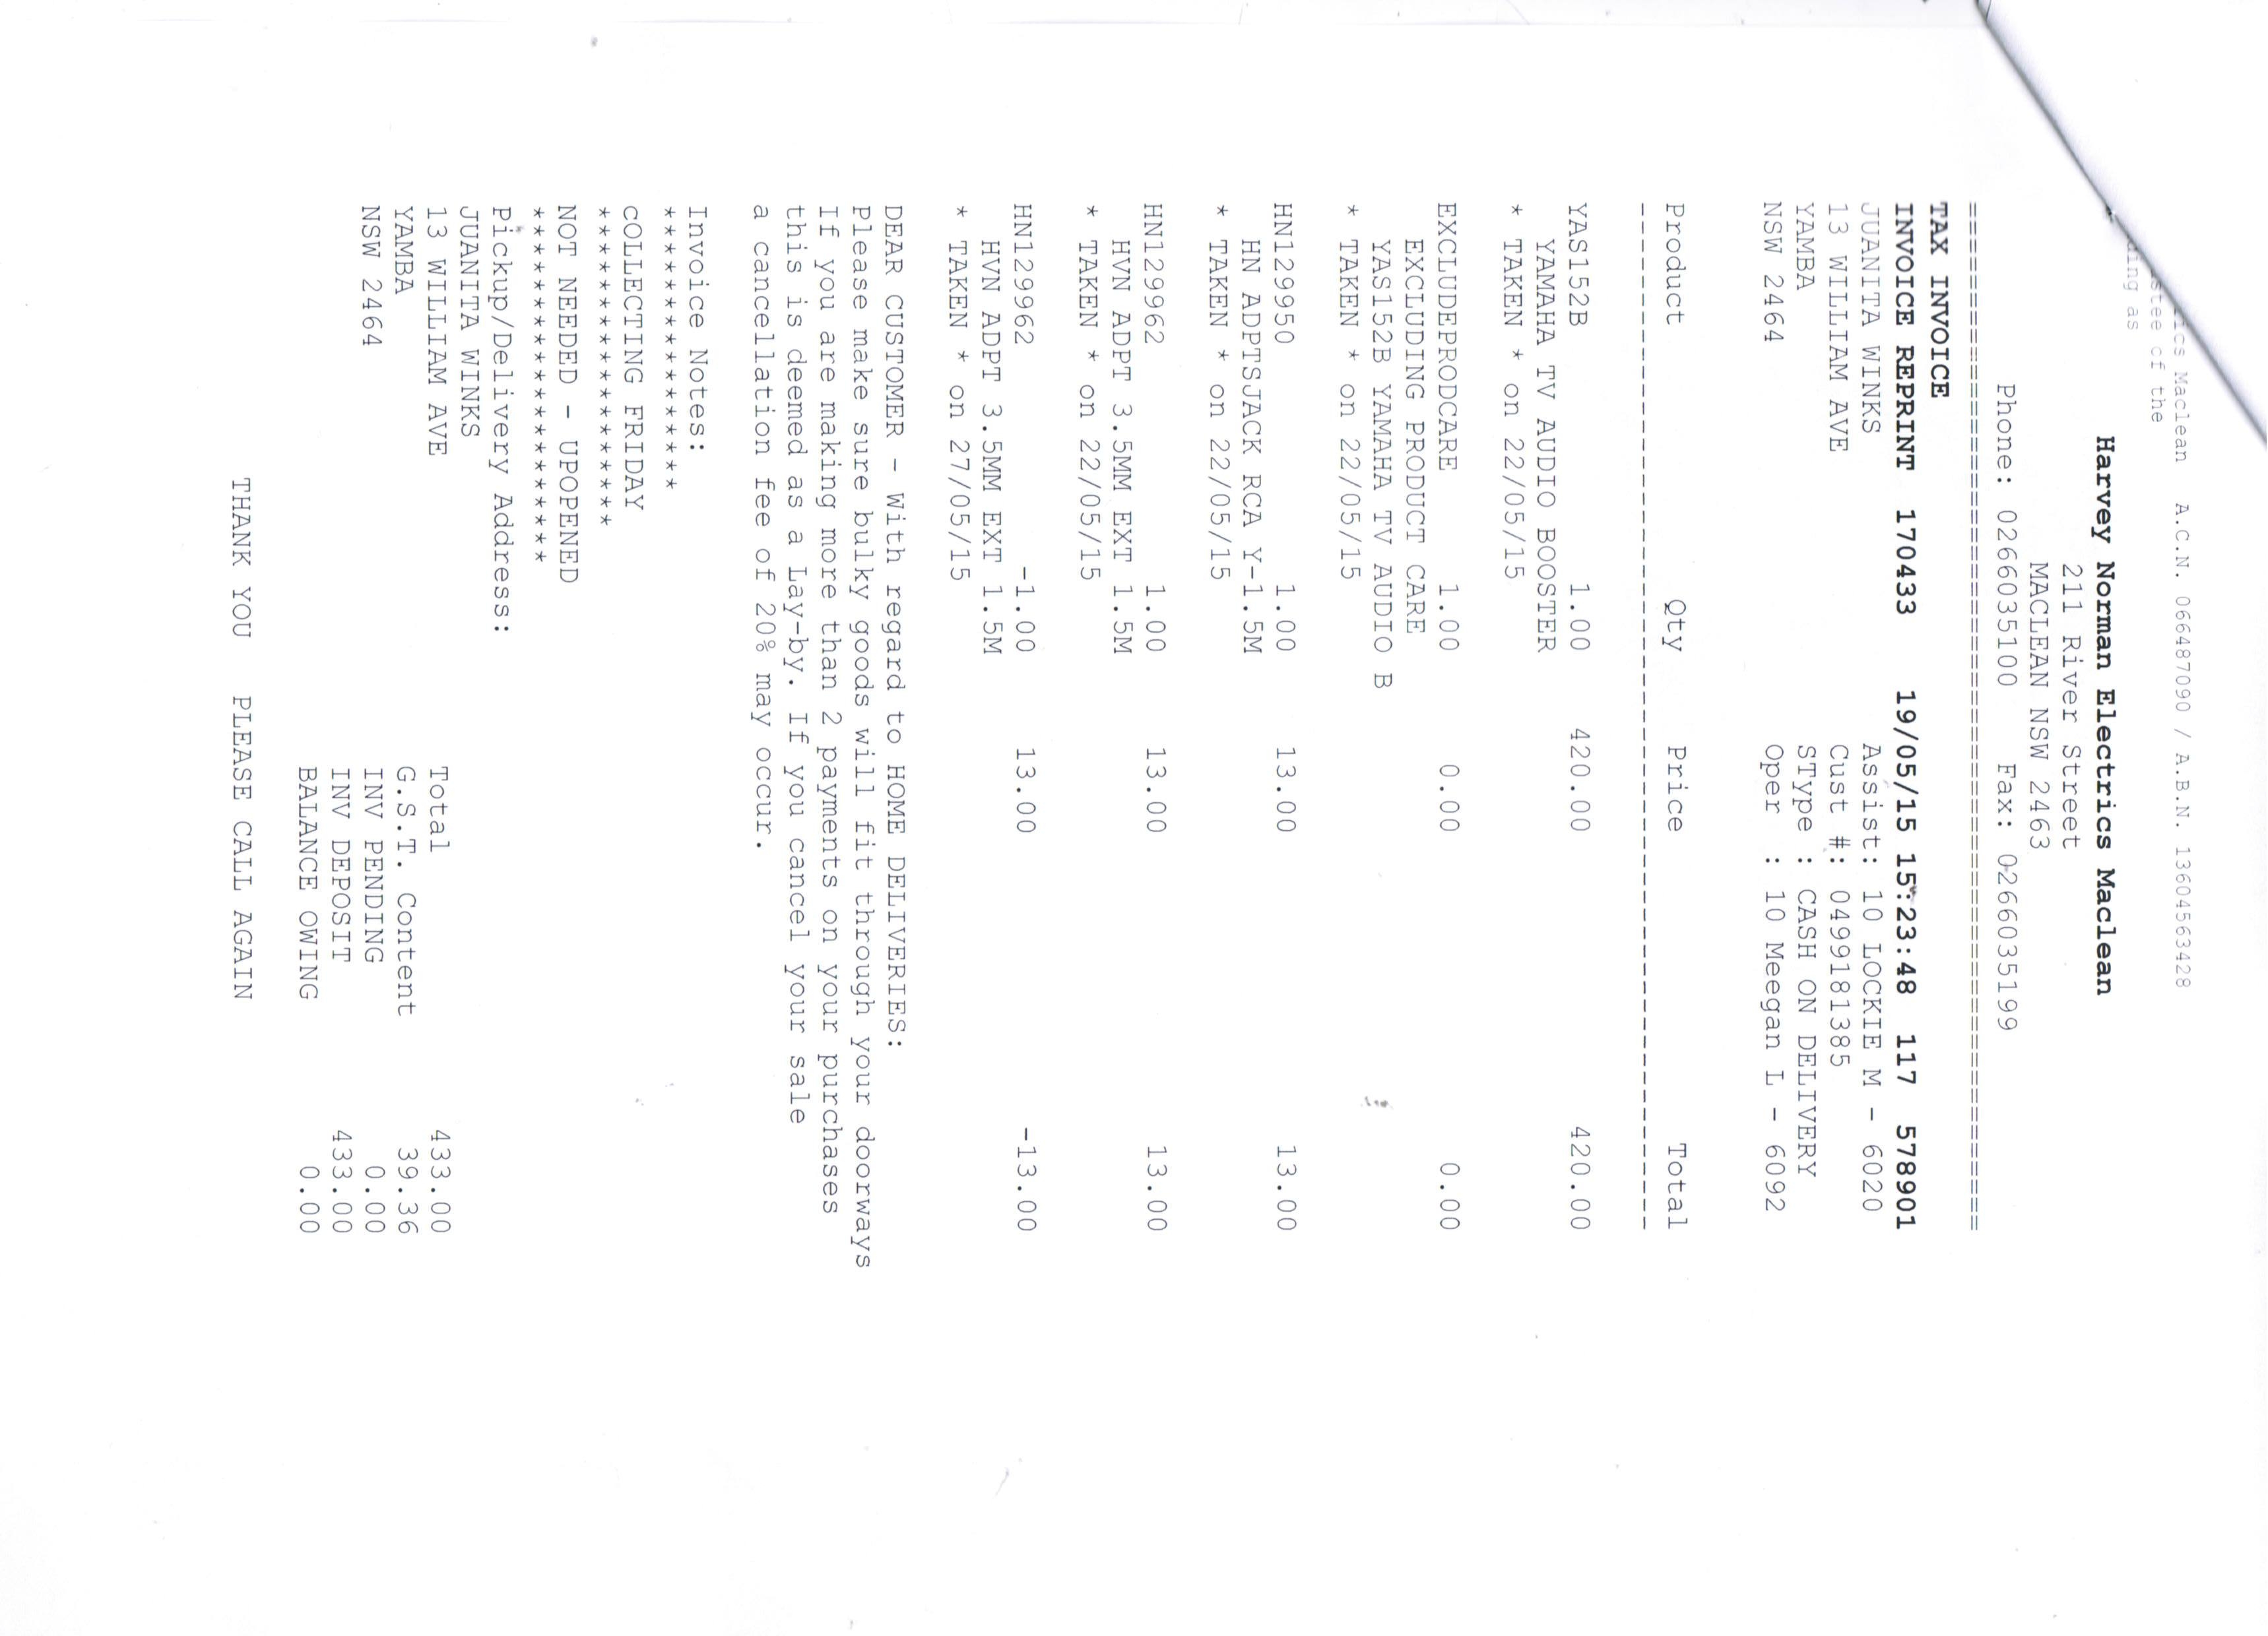 ics Maclean   A.C.N. 066487090 / A.B.N. 13604563428
stee of the
ding as
Harvey Norman Electrics Maclean
211 River Street
MACLEAN NSW 2463
Phone: 0266035100   Fax: 0266035199
TAX INVOICE
INVOICE REPRINT  170433    19/05/15 15:23:48  117  578901
JUANITA WINKS   Assist: 10 LOCKIE M - 6020
13 WILLIAM AVE   Cust #: 0499181385
YAMBA   SType : CASH ON DELIVERY
NSW 2464   Oper  : 10 Meegan L - 6092
Product   Qty   Price   Total
YAS152B   1.00   420.00   420.00
YAMAHA TV AUDIO BOOSTER
* TAKEN * on 22/05/15
EXCLUDEPRODCARE   1.00   0.00   0.00
EXCLUDING PRODUCT CARE
YAS152B YAMAHA TV AUDIO B
* TAKEN * on 22/05/15
HN129950   1.00   13.00   13.00
HN ADPTSJACK RCA Y-1.5M
* TAKEN * on 22/05/15
HN129962   1.00   13.00   13.00
HVN ADPT 3.5MM EXT 1.5M
* TAKEN * on 22/05/15
HN129962   -1.00   13.00   -13.00
HVN ADPT 3.5MM EXT 1.5M
* TAKEN * on 27/05/15
DEAR CUSTOMER - With regard to HOME DELIVERIES:
Please make sure bulky goods will fit through your doorways
If you are making more than 2 payments on your purchases
this is deemed as a Lay-by. If you cancel your sale
a cancellation fee of 20% may occur.
Invoice Notes:
****************
COLLECTING FRIDAY
******************
NOT NEEDED - UPOPENED
********************
Pickup/Delivery Address:
JUANITA WINKS
13 WILLIAM AVE
YAMBA
NSW 2464
Total   433.00
G.S.T. Content   39.36
INV PENDING   0.00
INV DEPOSIT   433.00
BALANCE OWING   0.00
THANK YOU   PLEASE CALL AGAIN